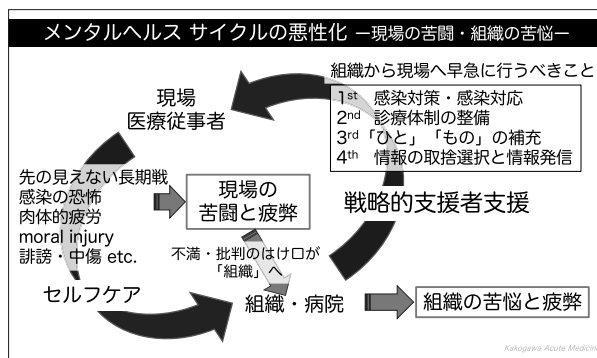 メンタルヘルス サイクルの悪性化 ー現場の苦闘・組織の苦悩ー
組織から現場へ早急に行うべきこと
1st 感染対策・感染対応
2nd 診療体制の整備
3rd 「ひと」「もの」の補充
4th 情報の取捨選択と情報発信
現場
医療従事者
先の見えない長期戦
感染の恐怖
肉体的疲労
moral injury
誹謗・中傷 etc.
現場の
苦闘と疲弊
戦略的支援者支援
不満・批判のはけ口が
「組織」へ
セルフケア
組織・病院
組織の苦悩と疲弊
Kakogawa Acute Medicine